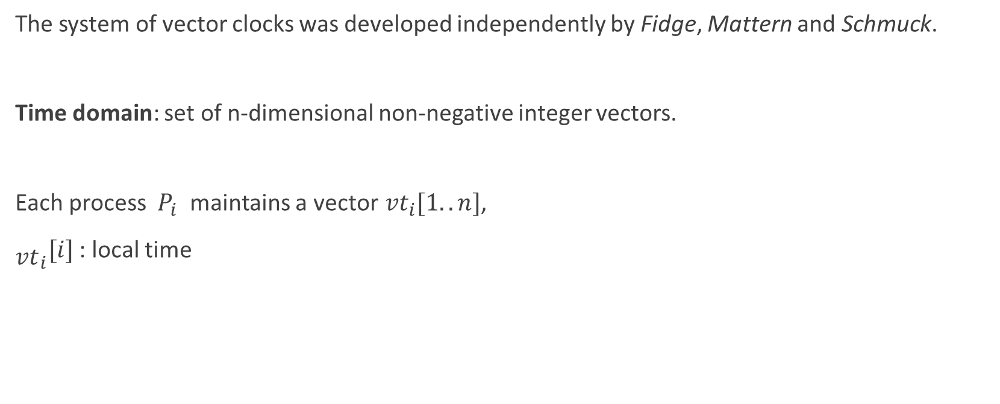 The system of vector clocks was developed independently by Fidge, Mattern and Schmuck.
Time domain: set of n-dimensional non-negative integer vectors.
Each process P_i maintains a vector vt_i[1..n],
vt_i[i] : local time